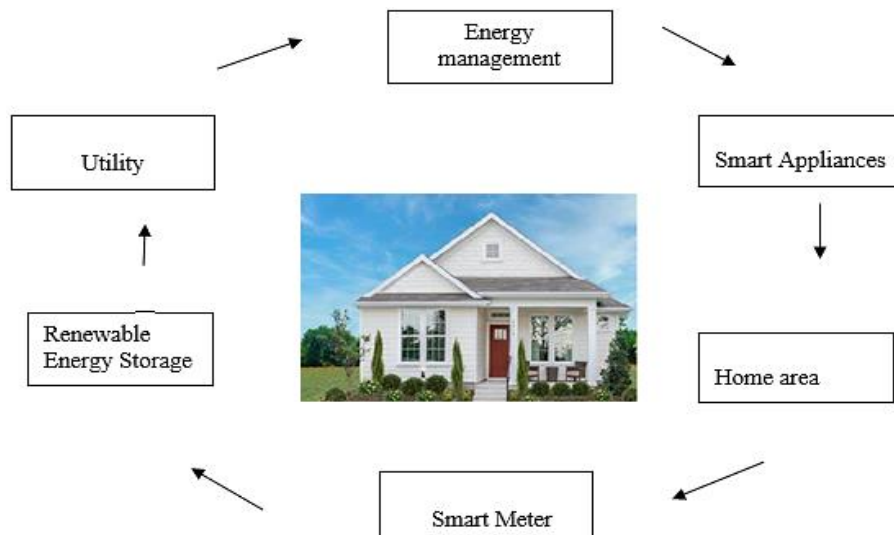 Energy
management
Smart Appliances
Home area
Smart Meter
Renewable
Energy Storage
Utility